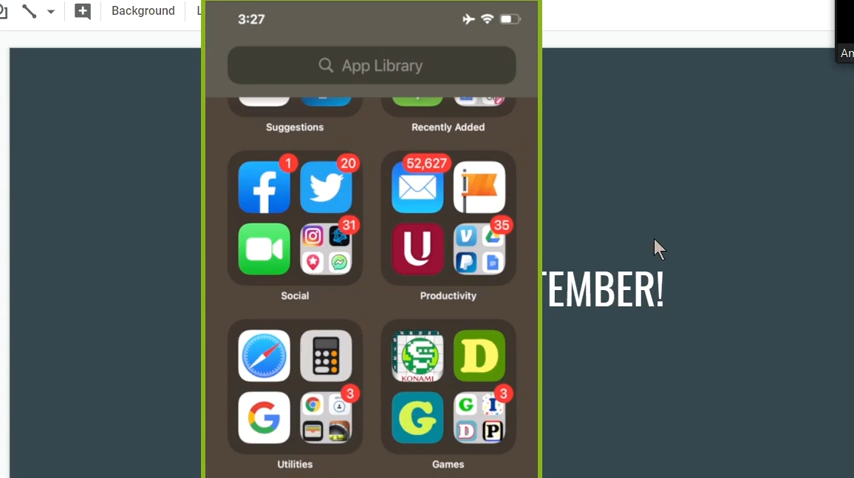 Background
3:27
App Library
Suggestions
Recently Added
1
20
52,627
31
35
Social
Productivity
TEMBER!
KONAMI
D
3
G
G
3
G
D
P
Utilities
Games